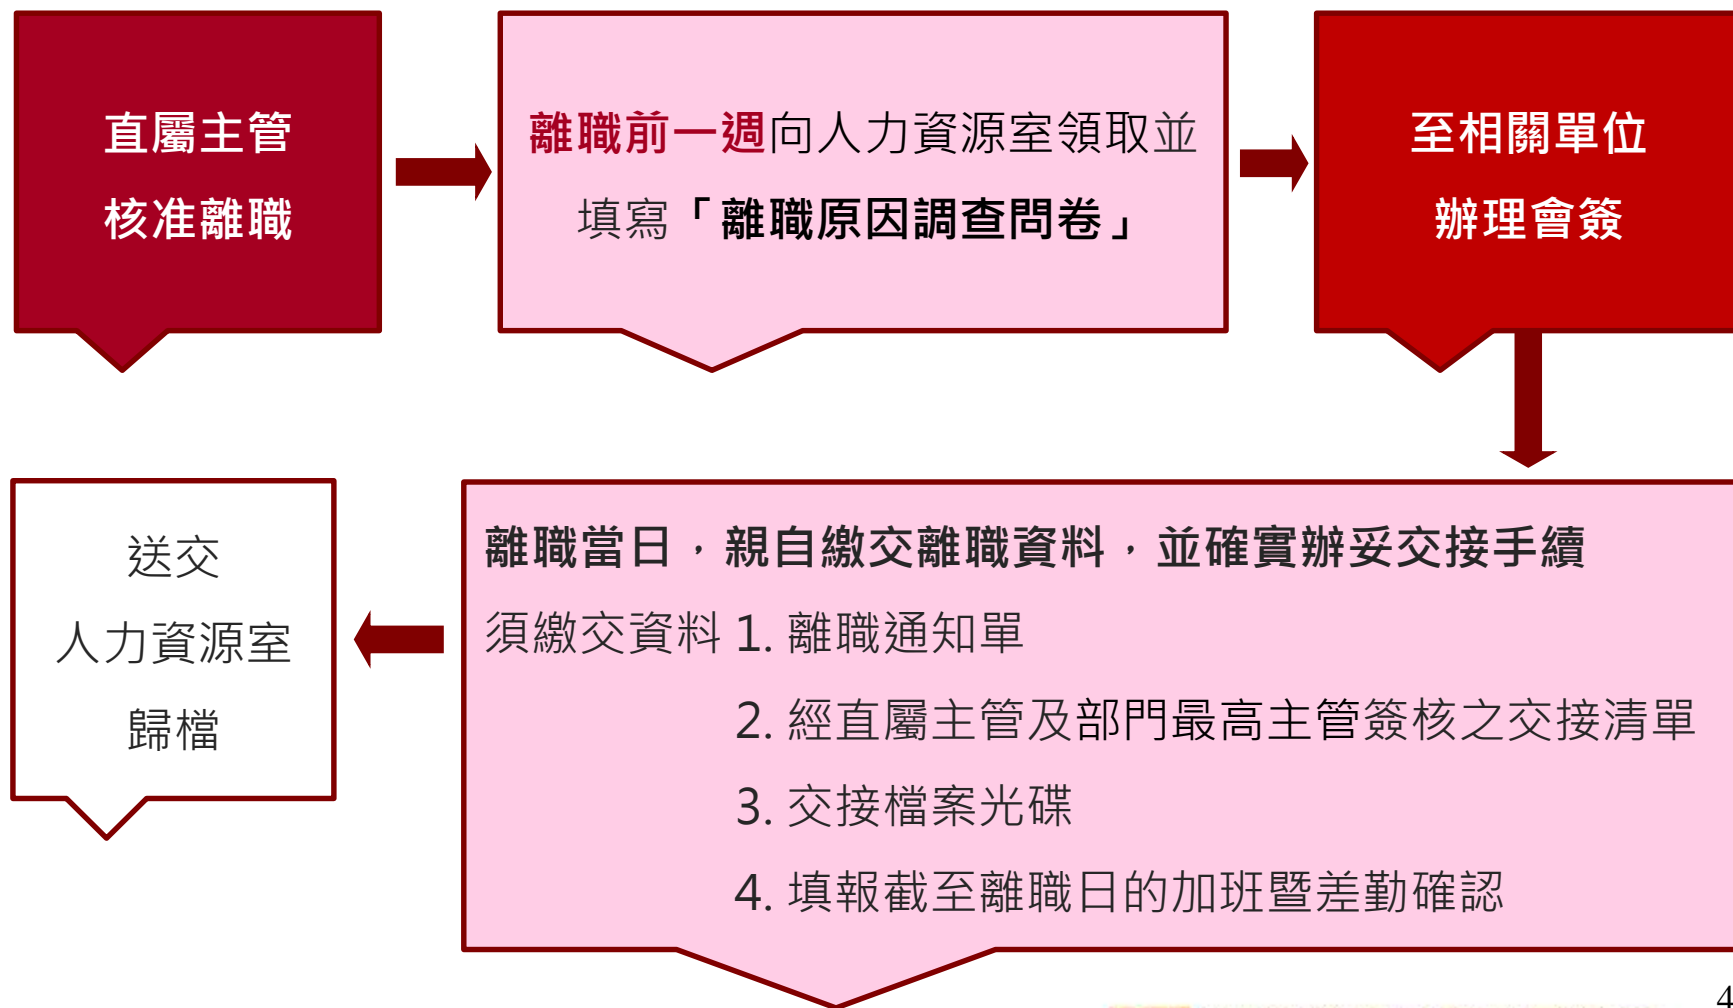 直屬主管
核准離職
離職前一週向人力資源室領取並
填寫「離職原因調查問卷」
至相關單位
辦理會簽
離職當日，親自繳交離職資料，並確實辦妥交接手續
須繳交資料 1. 離職通知單
2. 經直屬主管及部門最高主管簽核之交接清單
3. 交接檔案光碟
4. 填報截至離職日的加班暨差勤確認
送交
人力資源室
歸檔
4